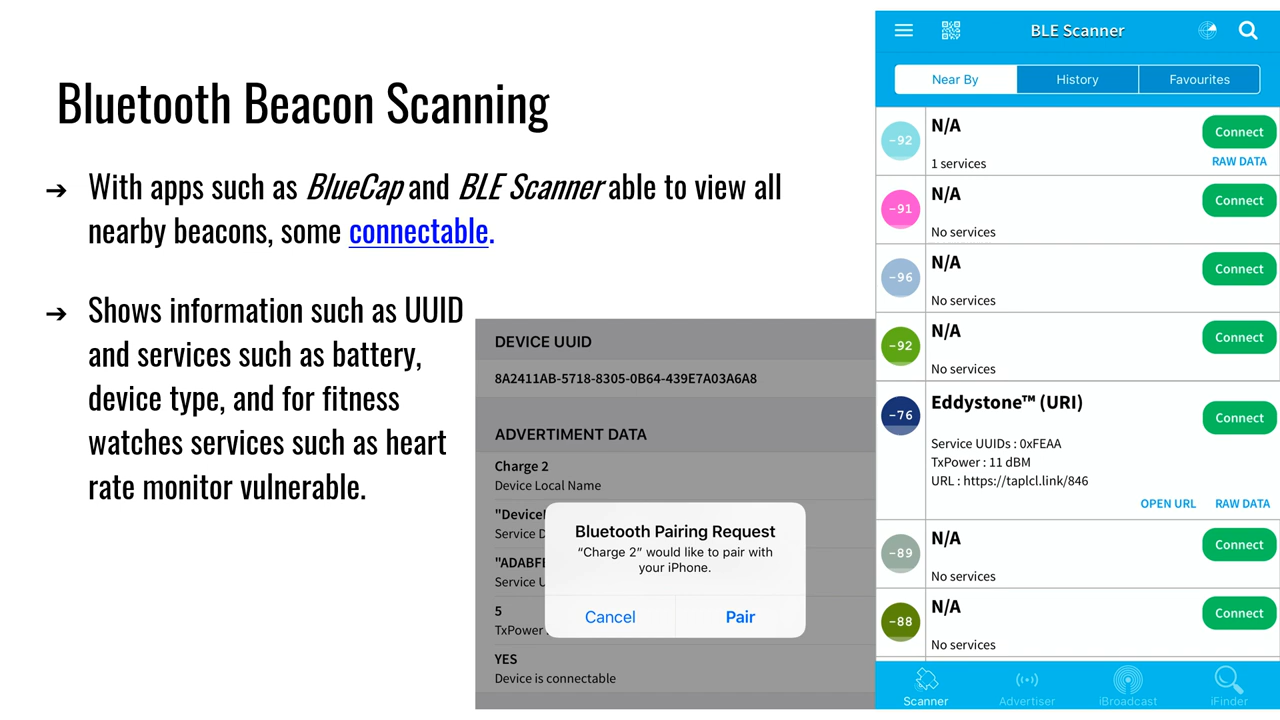 Bluetooth Beacon Scanning
➔ With apps such as BlueCap and BLE Scanner able to view all
nearby beacons, some connectable.
➔ Shows information such as UUID
and services such as battery,
device type, and for fitness
watches services such as heart
rate monitor vulnerable.
DEVICE UUID
8A2411AB-5718-8305-0B64-439E7A03A6A8
ADVERTIMENT DATA
Charge 2
Device Local Name
"DeviceI
Service D
"ADABFE
Service U
5
TxPower
YES
Device is connectable
Bluetooth Pairing Request
“Charge 2” would like to pair with
your iPhone.
Cancel Pair
BLE Scanner
Near By History Favourites
-92 N/A Connect
1 services RAW DATA
-91 N/A Connect
No services
-96 N/A Connect
No services
-92 N/A Connect
No services
-76 Eddystone™ (URI) Connect
Service UUIDs : 0xFEAA
TxPower : 11 dBM
URL : https://taplcl.link/846
OPEN URL RAW DATA
-89 N/A Connect
No services
-88 N/A Connect
No services
Scanner Advertiser iBroadcast iFinder